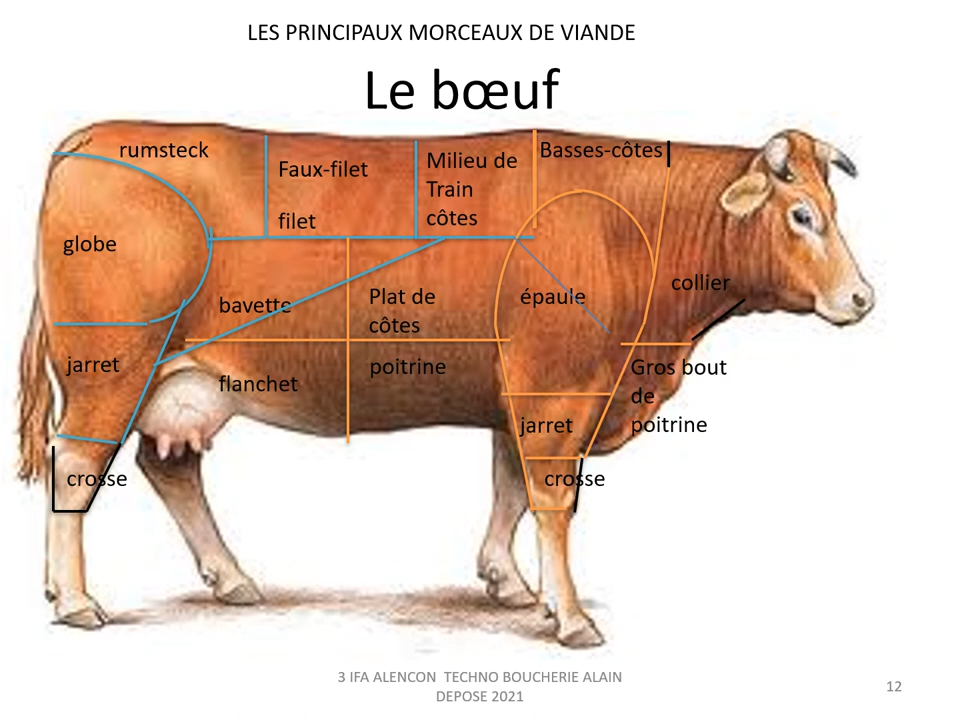 LES PRINCIPAUX MORCEAUX DE VIANDE
Le bœuf
rumsteck
Faux-filet
filet
Milieu de
Train
côtes
Basses-côtes
globe
bavette
Plat de
côtes
épaule
collier
jarret
flanchet
poitrine
Gros bout
de
poitrine
jarret
crosse
crosse
3 IFA ALENCON TECHNO BOUCHERIE ALAIN
DEPOSE 2021
12